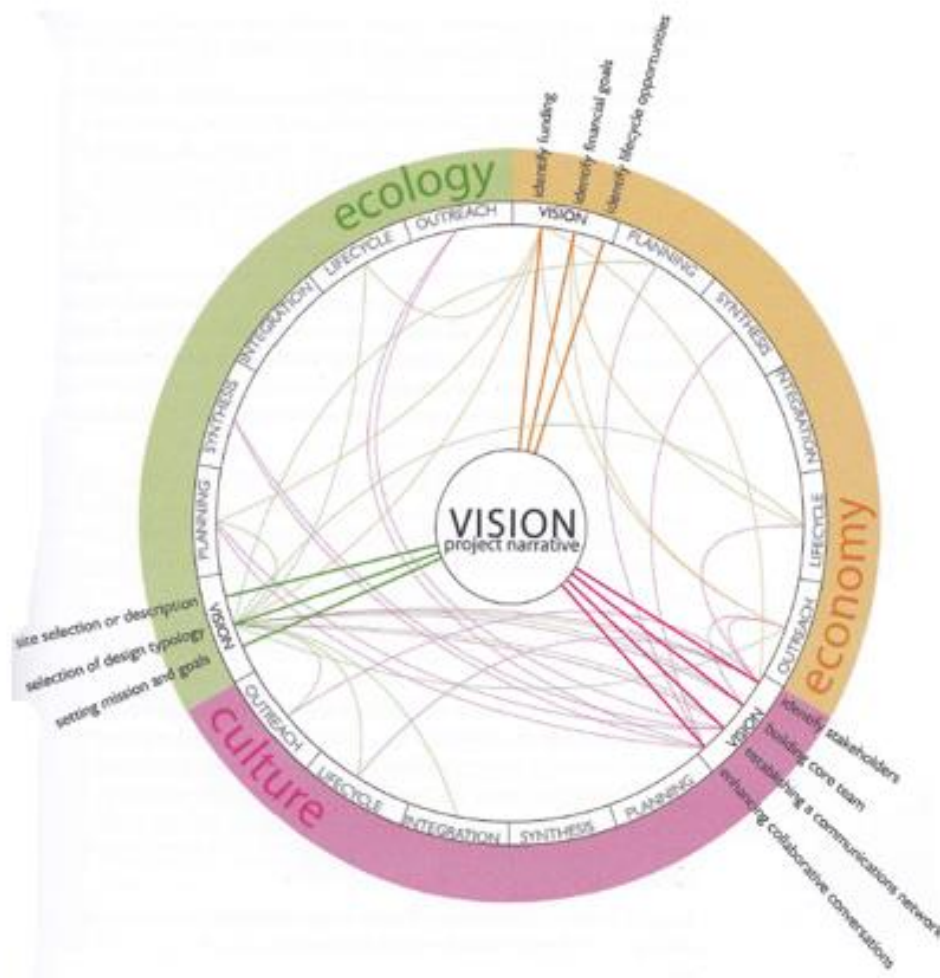 ecology
economy
culture
VISION
project narrative
VISION
PLANNING
SYNTHESIS
INTEGRATION
LIFECYCLE
OUTREACH
VISION
PLANNING
SYNTHESIS
INTEGRATION
LIFECYCLE
OUTREACH
VISION
PLANNING
SYNTHESIS
INTEGRATION
LIFECYCLE
OUTREACH
identify funding
identify financial goals
identify lifecycle opportunities
identify stakeholders
building core team
establishing a communications network
enhancing collaborative conversations
site selection or description
selection of design typology
setting mission and goals